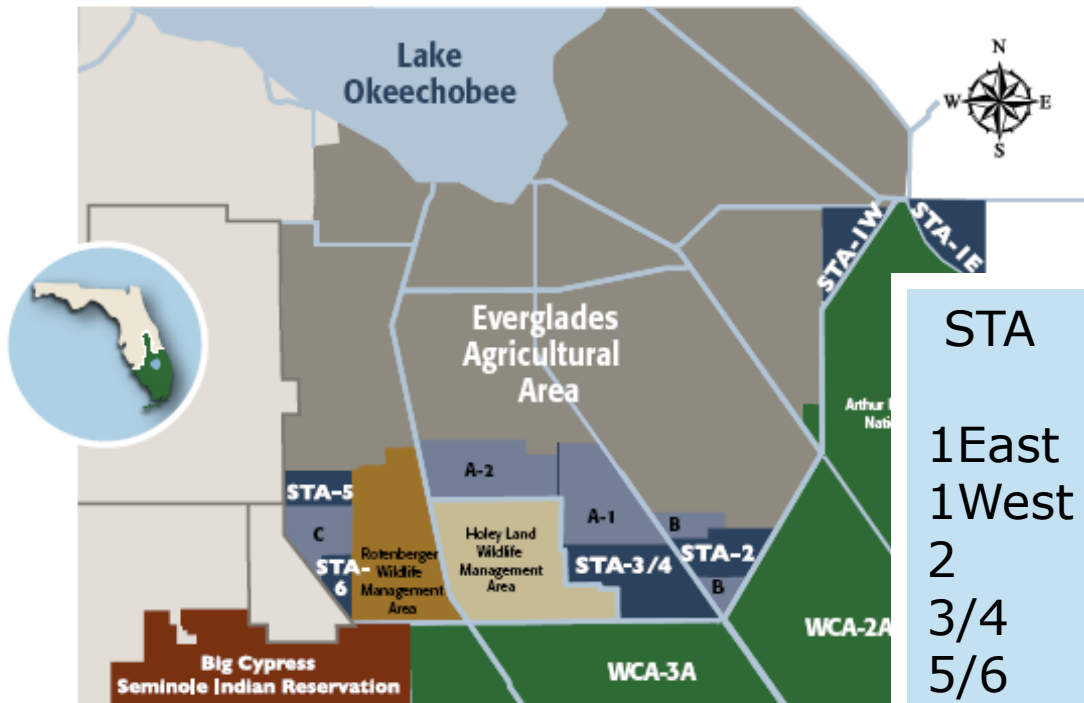 Lake
Okeechobee
N
W
E
S
STA-1W
STA-1E
Everglades
Agricultural
Area
Arthur
STA
1East
1West
2
3/4
5/6
A-2
STA-5
A-1
B
C
Rotenberger
Wildlife
Management
Area
Holey Land
Wildlife
Management
Area
STA-3/4
STA-2
STA-
6
B
WCA-2A
Big Cypress
Seminole Indian Reservation
WCA-3A